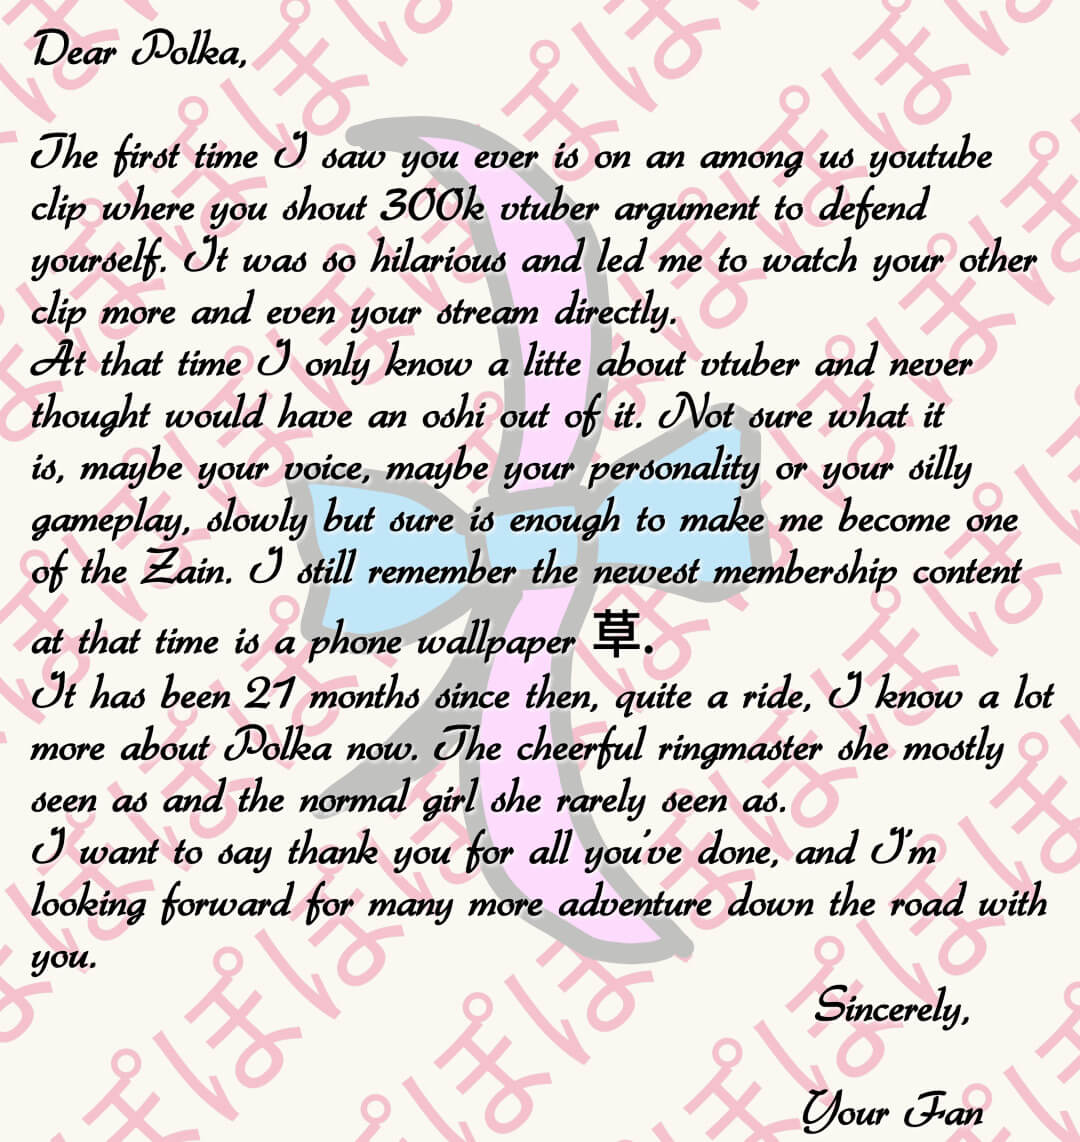 Dear Polka,
The first time I saw you ever is on an among us youtube
clip where you shout 300k vtuber argument to defend
yourself. It was so hilarious and led me to watch your other
clip more and even your stream directly.
At that time I only know a litte about vtuber and never
thought would have an oshi out of it. Not sure what it
is, maybe your voice, maybe your personality or your silly
gameplay, slowly but sure is enough to make me become one
of the Zain. I still remember the newest membership content
at that time is a phone wallpaper 草.
It has been 21 months since then, quite a ride, I know a lot
more about Polka now. The cheerful ringmaster she mostly
seen as and the normal girl she rarely seen as.
I want to say thank you for all you've done, and I'm
looking forward for many more adventure down the road with
you.
Sincerely,
Your Fan